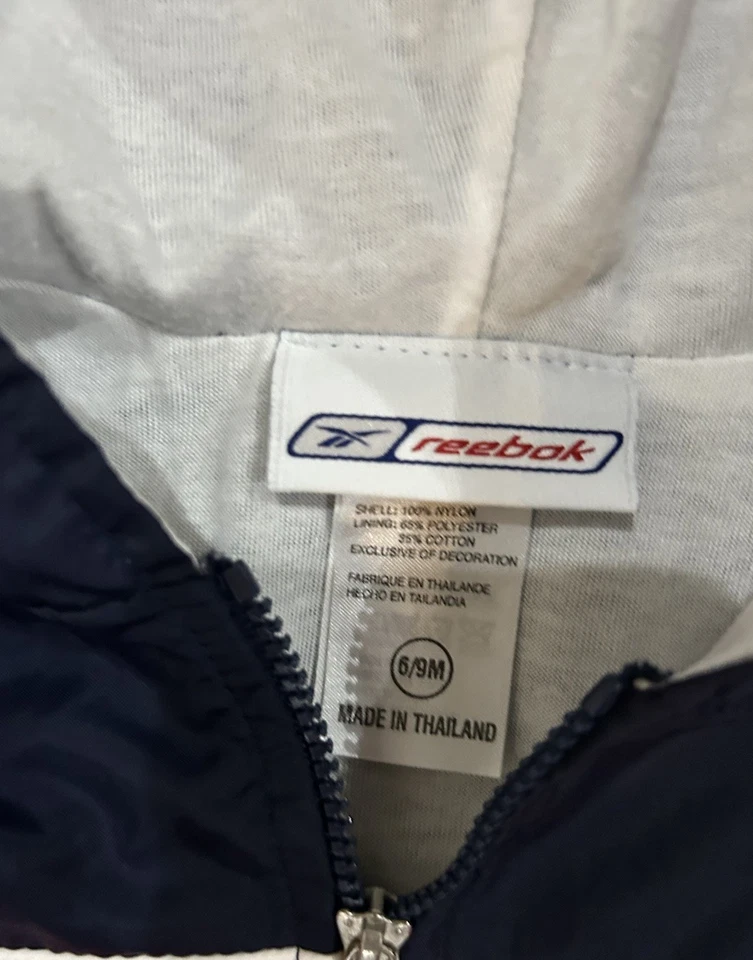 reebok
SHELL: 100% NYLON
LINING: 65% POLYESTER
35% COTTON
EXCLUSIVE OF DECORATION
FABRIQUE EN THAILANDE
HECHO EN TAILANDIA
6/9M
MADE IN THAILAND